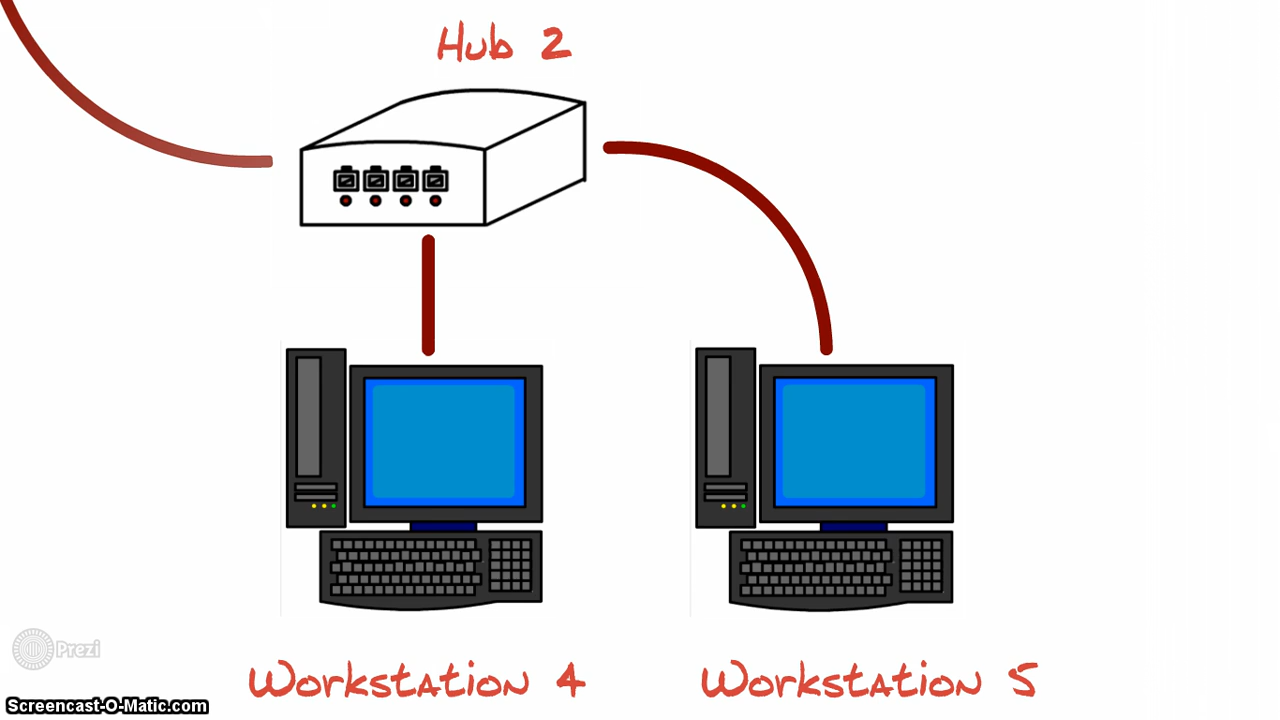 Hub 2
Workstation 4
Workstation 5
Prezi
Screencast-O-Matic.com